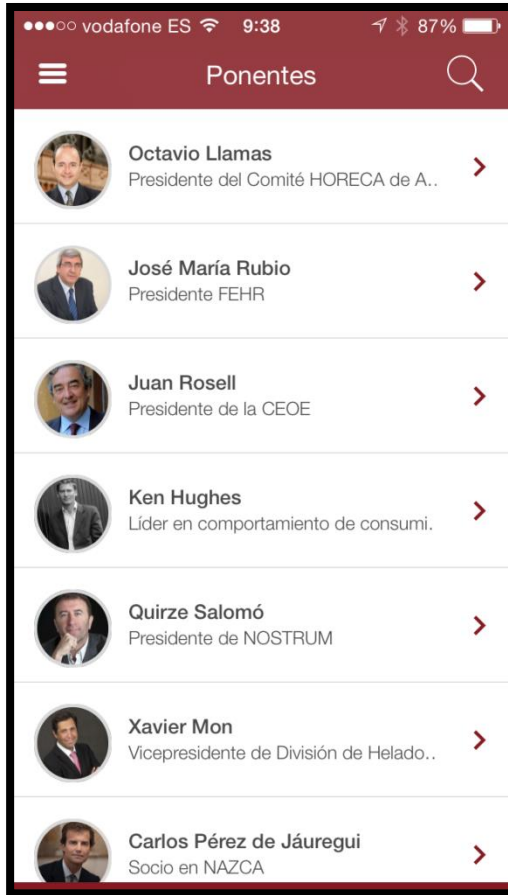 vodafone ES 9:38 87%
Ponentes
Octavio Llamas
Presidente del Comité HORECA de A..
José María Rubio
Presidente FEHR
Juan Rosell
Presidente de la CEOE
Ken Hughes
Líder en comportamiento de consumi.
Quirze Salomó
Presidente de NOSTRUM
Xavier Mon
Vicepresidente de División de Helado..
Carlos Pérez de Jáuregui
Socio en NAZCA